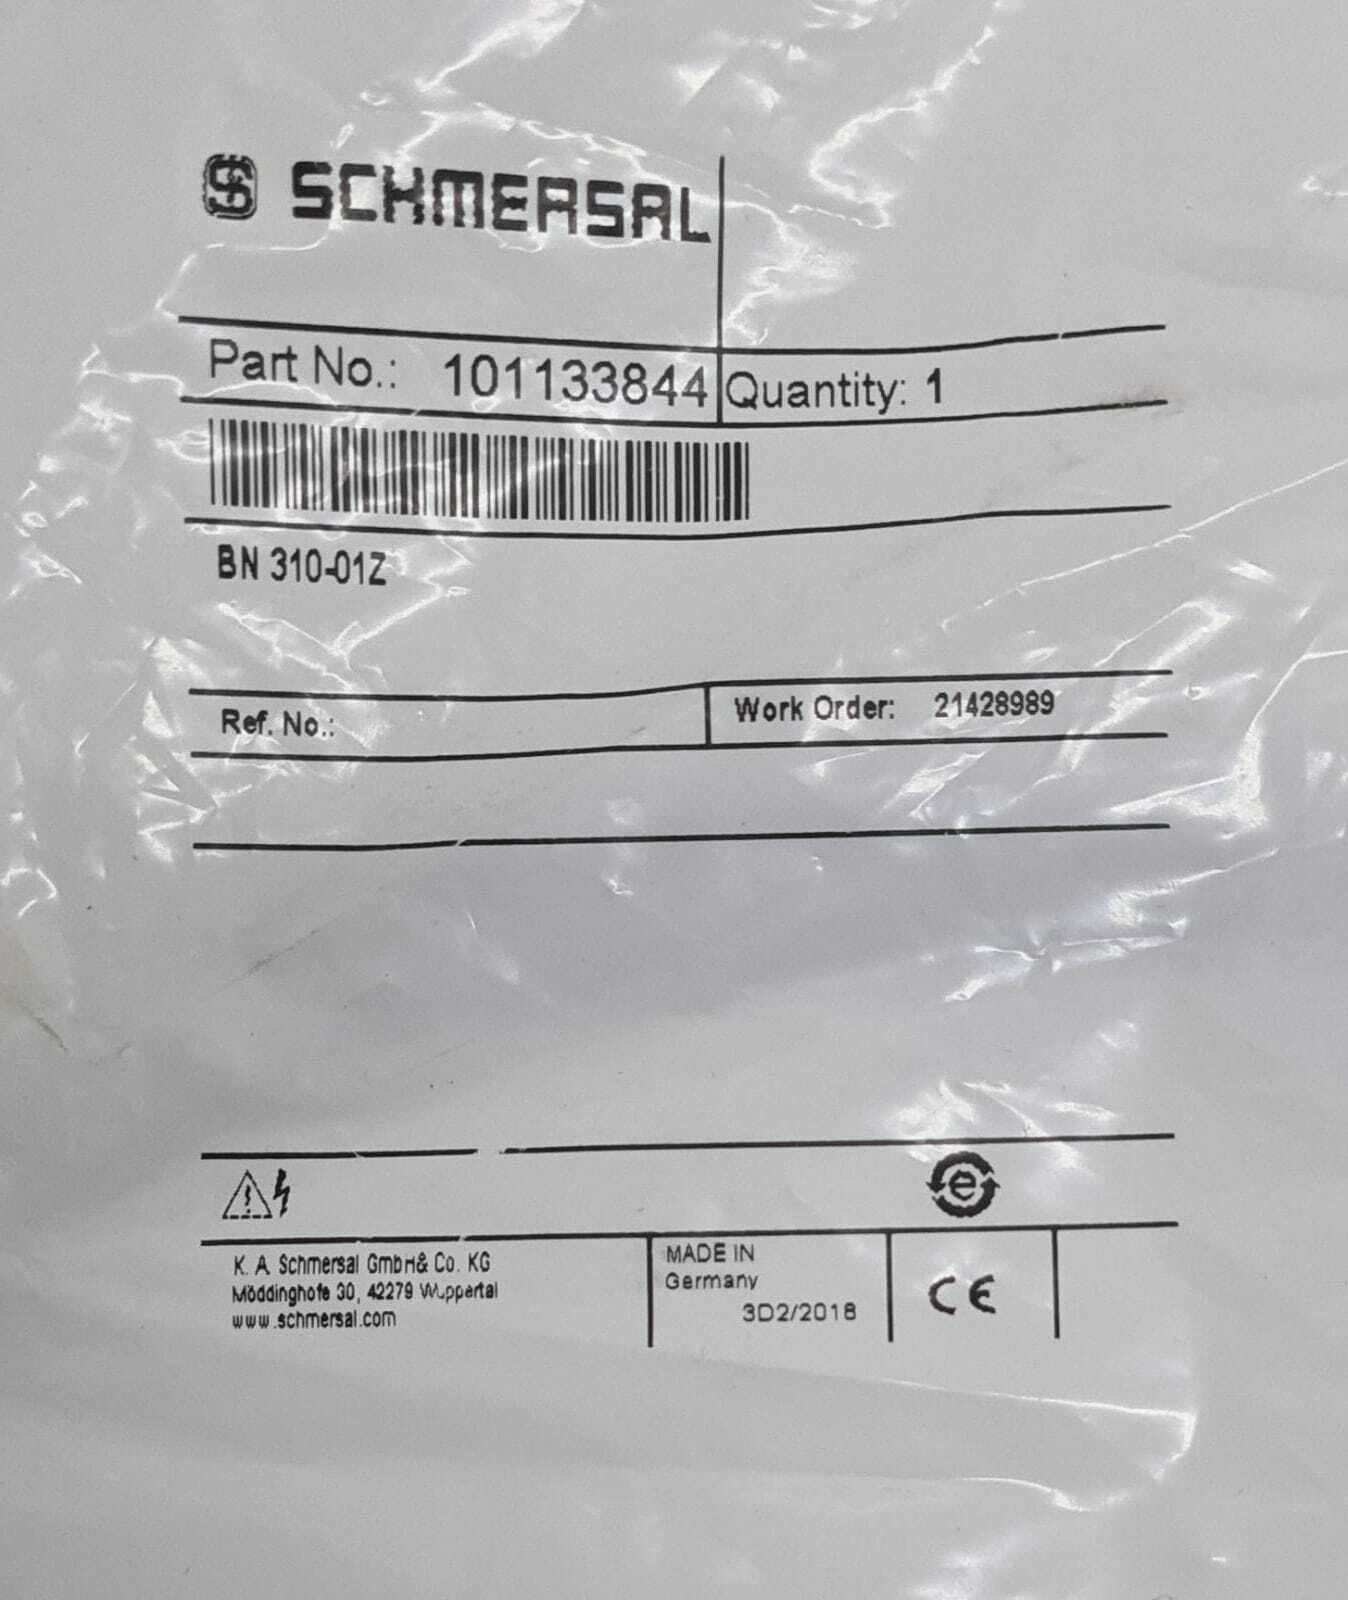 SCHMERSAL
Part No.: 101133844 Quantity: 1
BN 310-01Z
Ref. No.: Work Order: 21428989
K. A. Schmersal GmbH & Co. KG
Möddinghofe 30, 42279 Wuppertal
www.schmersal.com
MADE IN
Germany
3D2/2018
CE